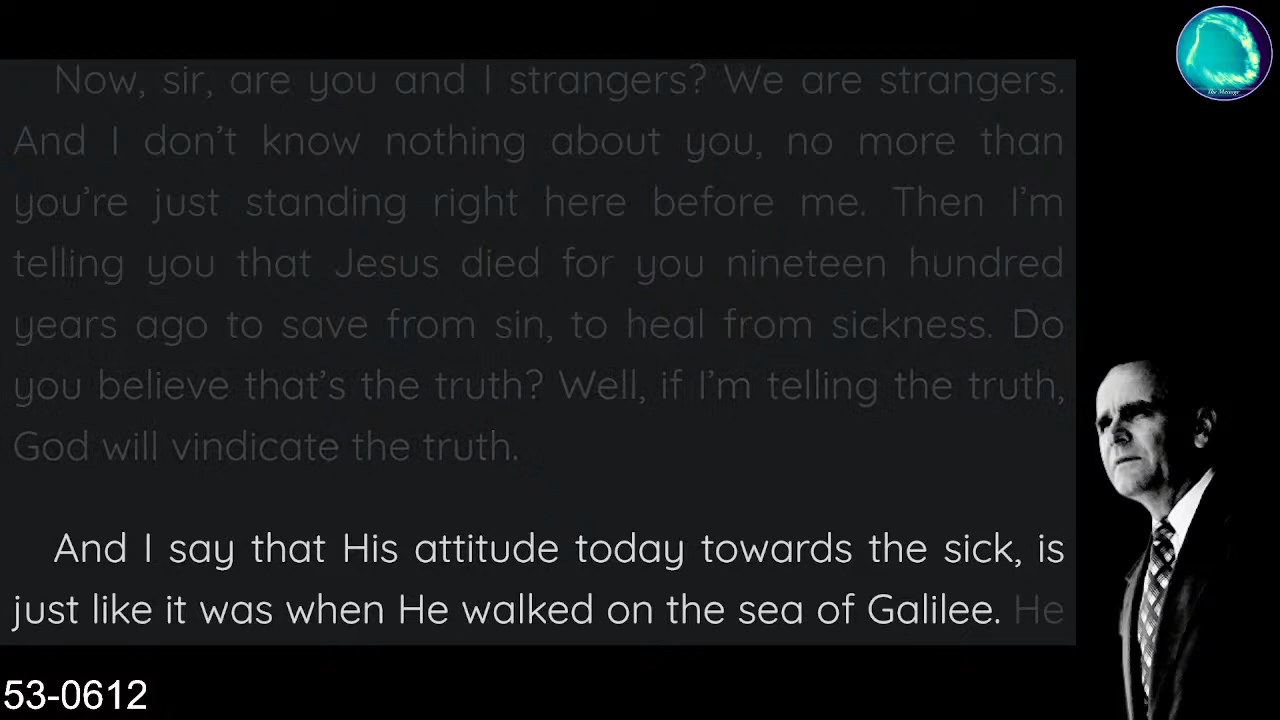 The Message
Now, sir, are you and I strangers? We are strangers.
And I don't know nothing about you, no more than
you're just standing right here before me. Then I'm
telling you that Jesus died for you nineteen hundred
years ago to save from sin, to heal from sickness. Do
you believe that's the truth? Well, if I'm telling the truth,
God will vindicate the truth.
And I say that His attitude today towards the sick, is
just like it was when He walked on the sea of Galilee. He
53-0612